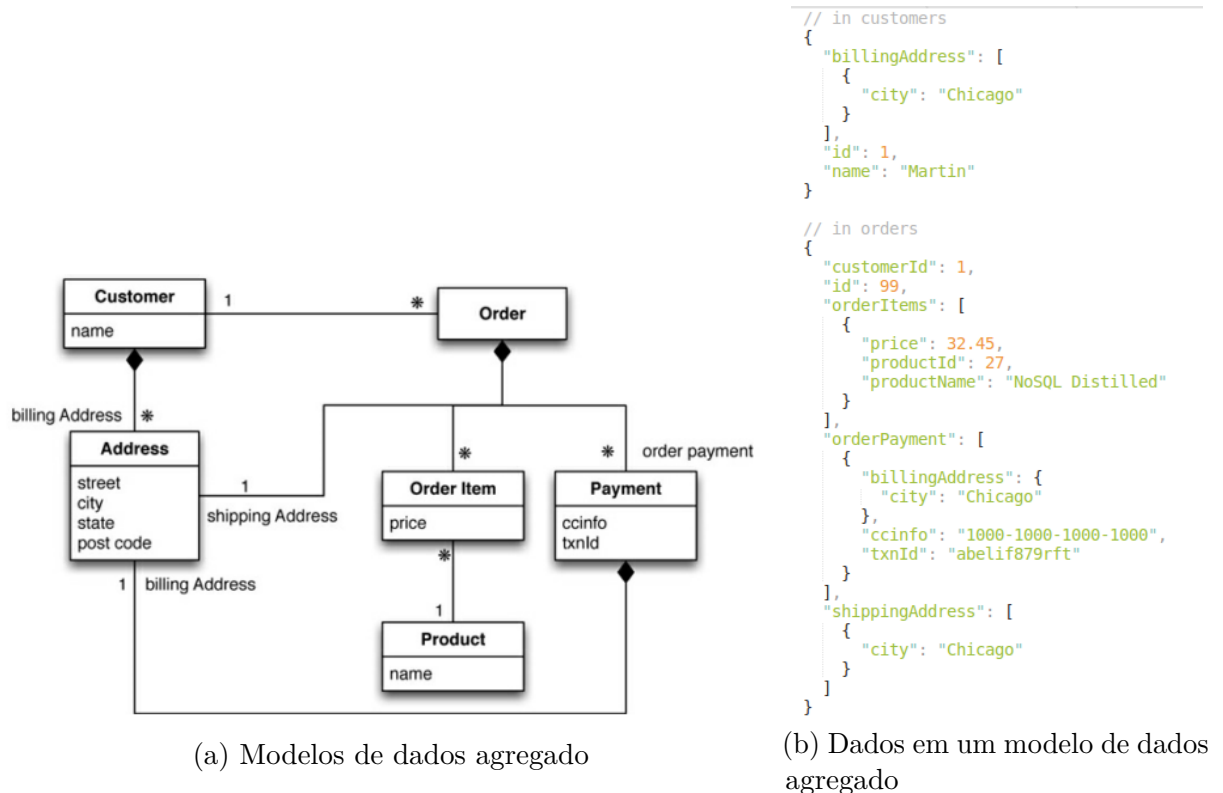 Customer
name
1
*
Order
billing Address
*
Address
street
city
state
post code
1
shipping Address
*
Order Item
price
*
order payment
Payment
ccinfo
txnId
*
1
Product
name
1
billing Address
(a) Modelos de dados agregado
// in customers
{
"billingAddress": [
{
"city": "Chicago"
}
],
"id": 1,
"name": "Martin"
}
// in orders
{
"customerId": 1,
"id": 99,
"orderItems": [
{
"price": 32.45,
"productId": 27,
"productName": "NoSQL Distilled"
}
],
"orderPayment": [
{
"billingAddress": {
"city": "Chicago"
},
"ccinfo": "1000-1000-1000-1000",
"txnId": "abelif879rft"
}
],
"shippingAddress": [
{
"city": "Chicago"
}
]
}
(b) Dados em um modelo de dados
agregado